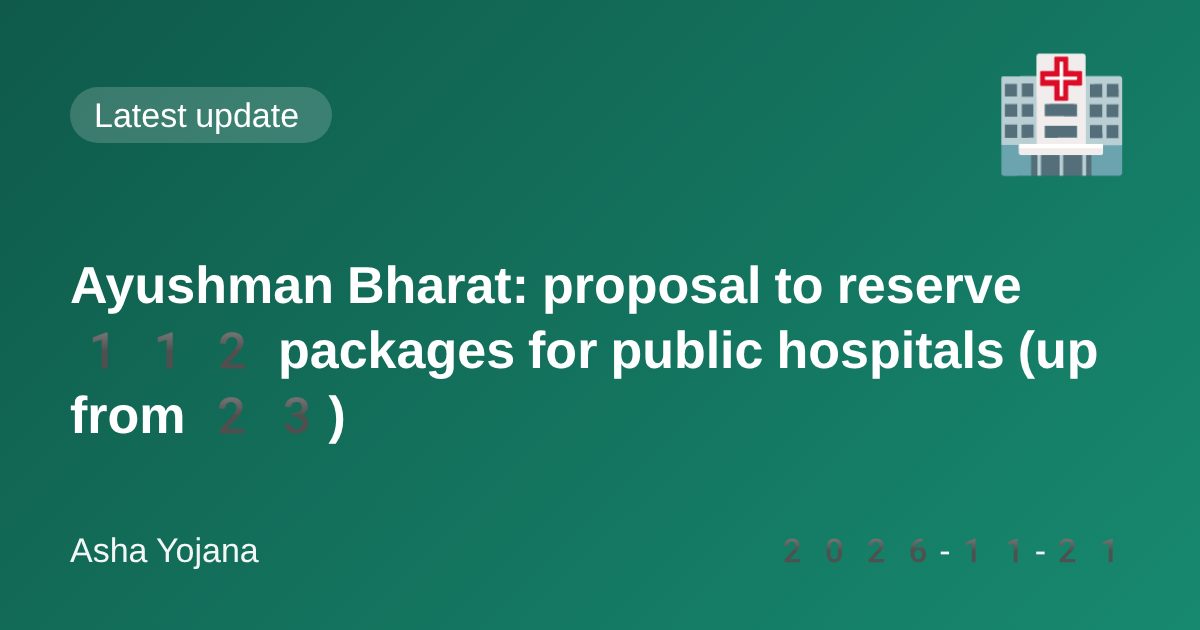 Latest update
Ayushman Bharat: proposal to reserve
112 packages for public hospitals (up
from 23)
Asha Yojana
2026-11-21